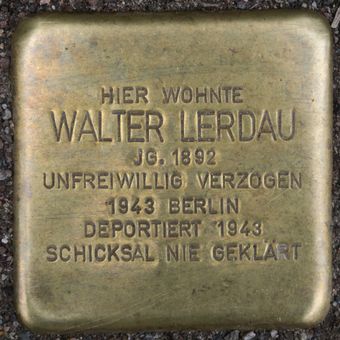 HIER WOHNTE
WALTER LERDAU
JG. 1892
UNFREIWILLIG VERZOGEN
1943 BERLIN
DEPORTIERT 1943
SCHICKSAL NIE GEKLÄRT